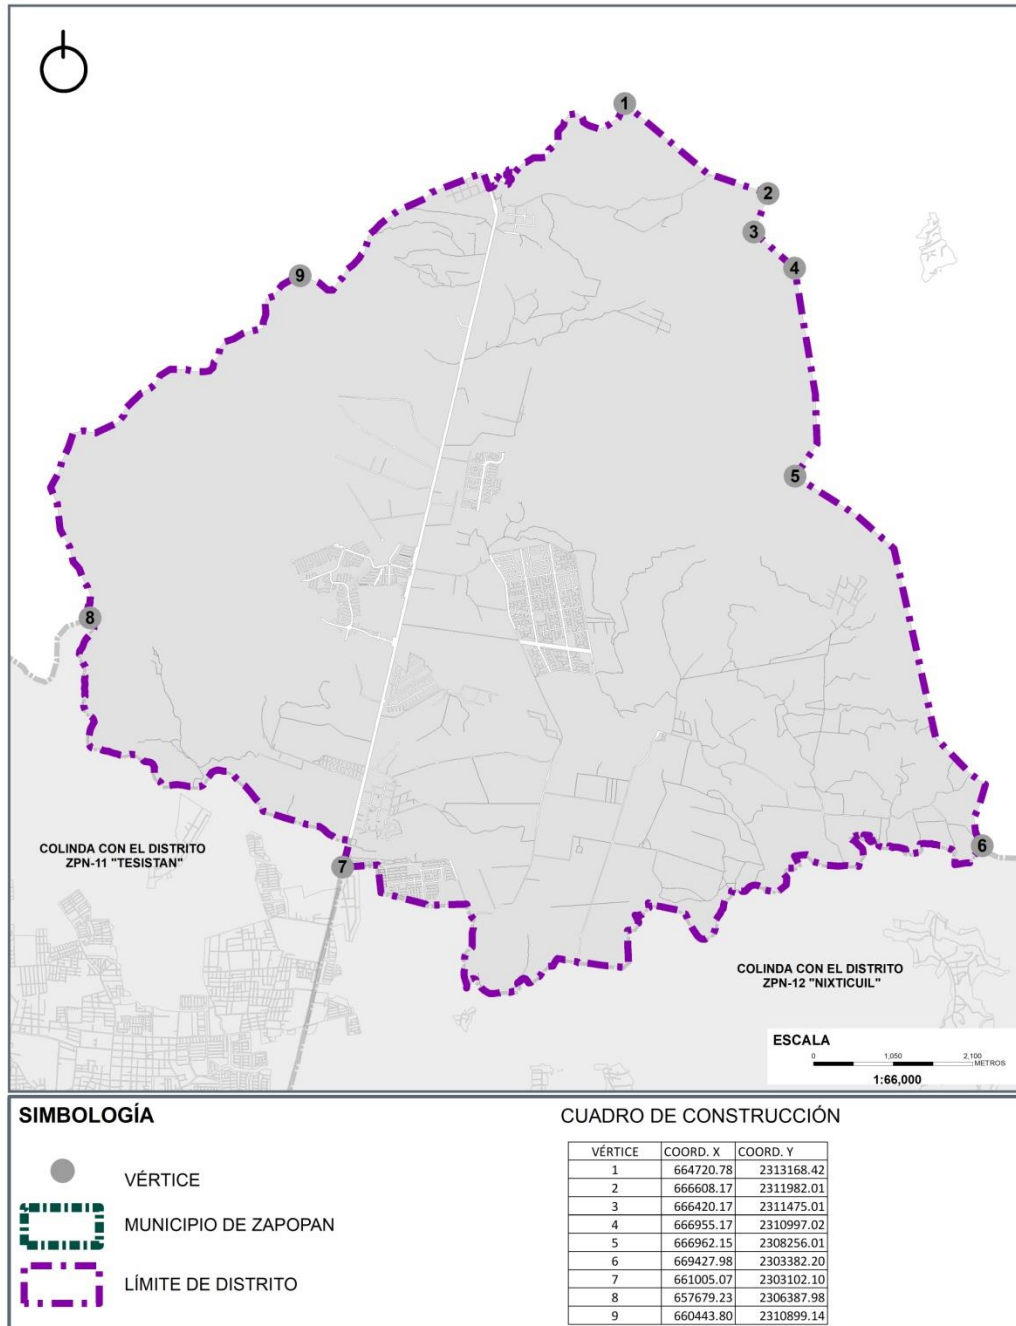 1
2
3
4
9
5
8
6
7
COLINDA CON EL DISTRITO
ZPN-11 "TESISTAN"
COLINDA CON EL DISTRITO
ZPN-12 "NIXTICUIL"
ESCALA
0 1,050 2,100
METROS
1:66,000
SIMBOLOGÍA
VÉRTICE
MUNICIPIO DE ZAPOPAN
LÍMITE DE DISTRITO
CUADRO DE CONSTRUCCIÓN
VÉRTICE COORD. X COORD. Y
1 664720.78 2313168.42
2 666608.17 2311982.01
3 666420.17 2311475.01
4 666955.17 2310997.02
5 666962.15 2308256.01
6 669427.98 2303382.20
7 661005.07 2303102.10
8 657679.23 2306387.98
9 660443.80 2310899.14